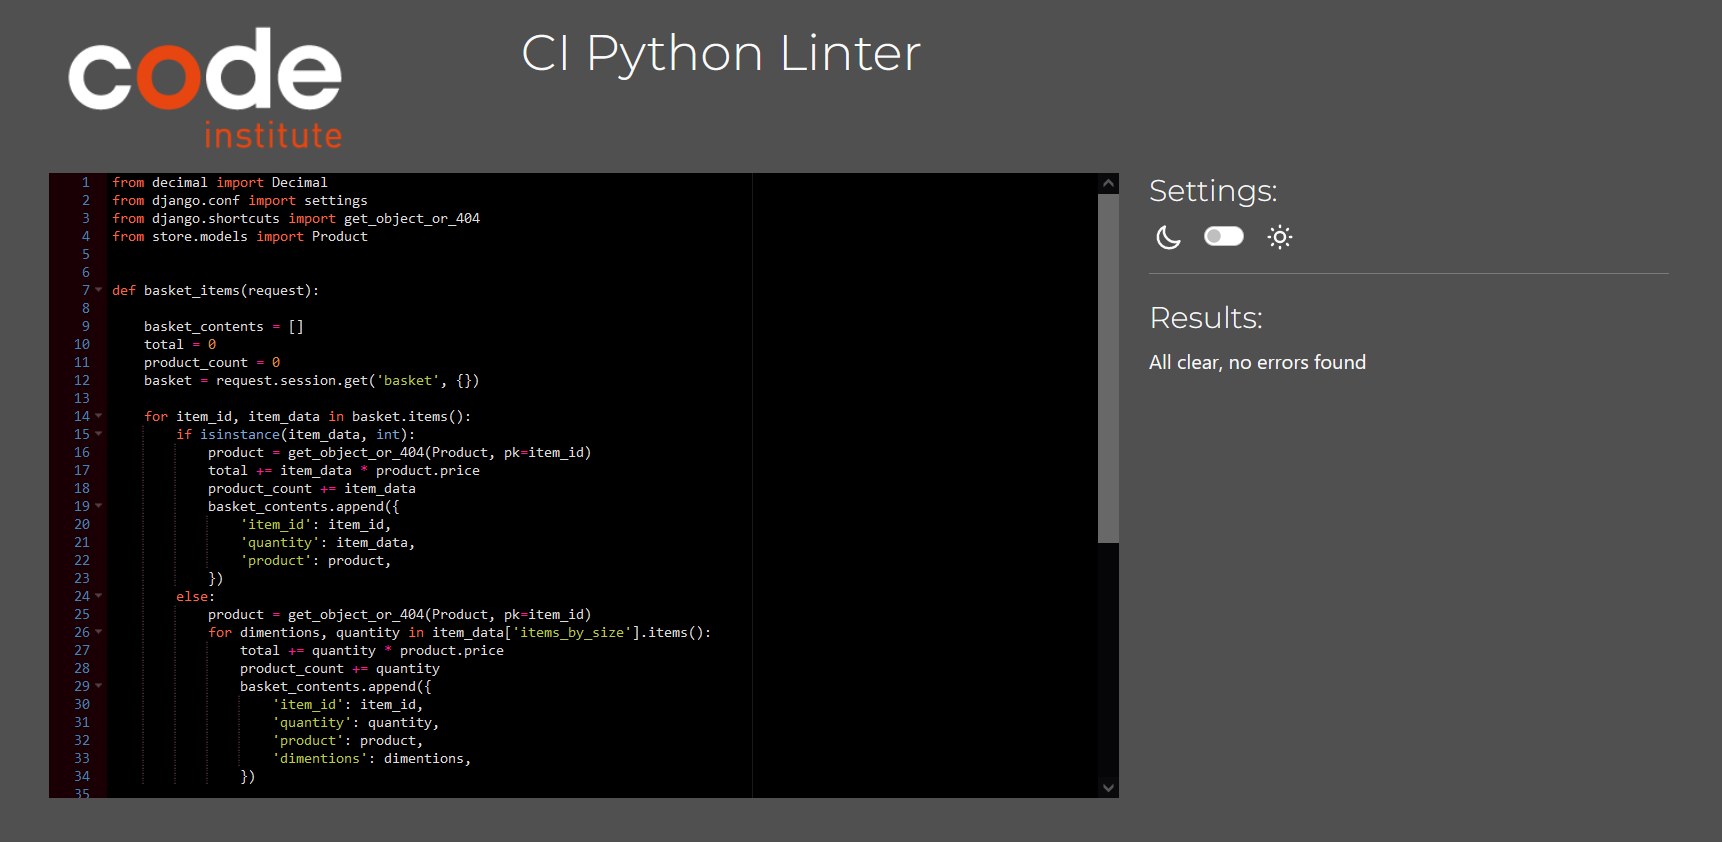 code
institute
CI Python Linter
1 from decimal import Decimal
2 from django.conf import settings
3 from django.shortcuts import get_object_or_404
4 from store.models import Product
5
6
7 def basket_items(request):
8
9     basket_contents = []
10     total = 0
11     product_count = 0
12     basket = request.session.get('basket', {})
13
14     for item_id, item_data in basket.items():
15         if isinstance(item_data, int):
16             product = get_object_or_404(Product, pk=item_id)
17             total += item_data * product.price
18             product_count += item_data
19             basket_contents.append({
20                 'item_id': item_id,
21                 'quantity': item_data,
22                 'product': product,
23             })
24         else:
25             product = get_object_or_404(Product, pk=item_id)
26             for dimentions, quantity in item_data['items_by_size'].items():
27                 total += quantity * product.price
28                 product_count += quantity
29                 basket_contents.append({
30                     'item_id': item_id,
31                     'quantity': quantity,
32                     'product': product,
33                     'dimentions': dimentions,
34                 })
35
Settings:
Results:
All clear, no errors found